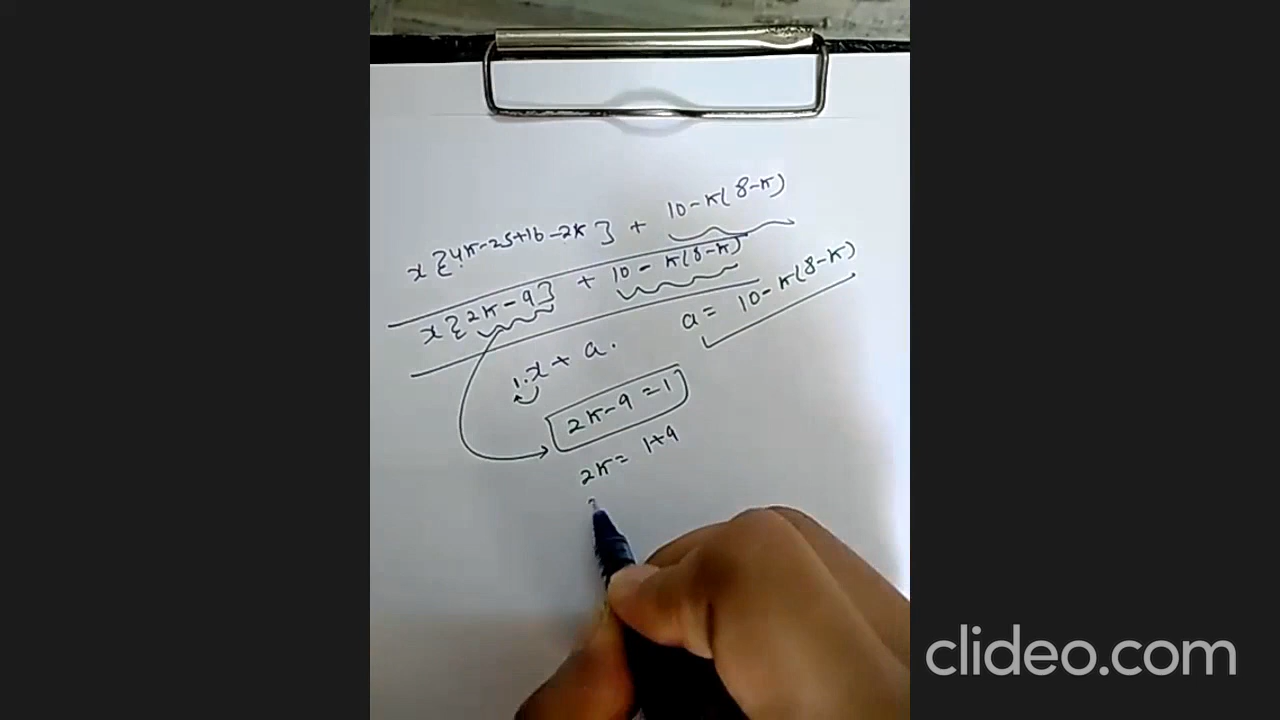 x{4k-25+16-2k} + 10-k(8-k)
x{2k-9} + 10-k(8-k)
a= 10-k(8-k)
1.x + a.
2k-9 =1
2k= 1+9
clideo.com